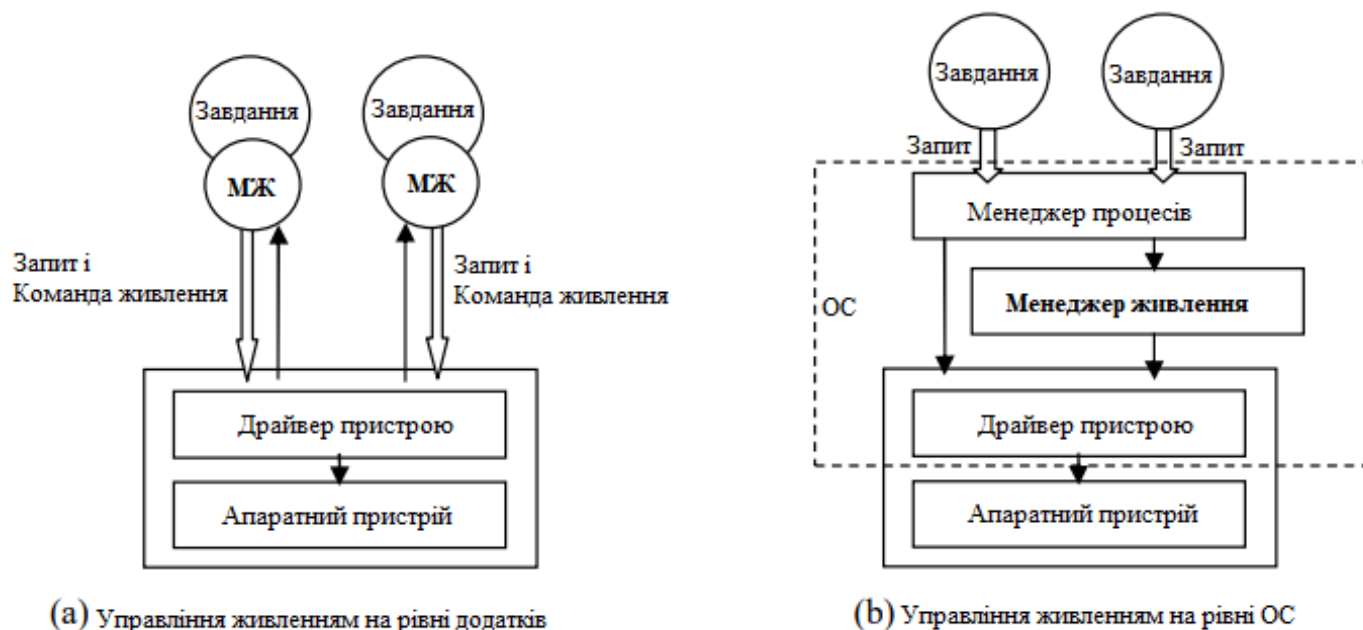 Завдання
Завдання
МЖ
МЖ
Запит і
Команда живлення
Запит і
Команда живлення
Драйвер пристрою
Апаратний пристрій
(a) Управління живленням на рівні додатків
Завдання
Завдання
Запит
Запит
Менеджер процесів
ОС
Менеджер живлення
Драйвер пристрою
Апаратний пристрій
(b) Управління живленням на рівні ОС